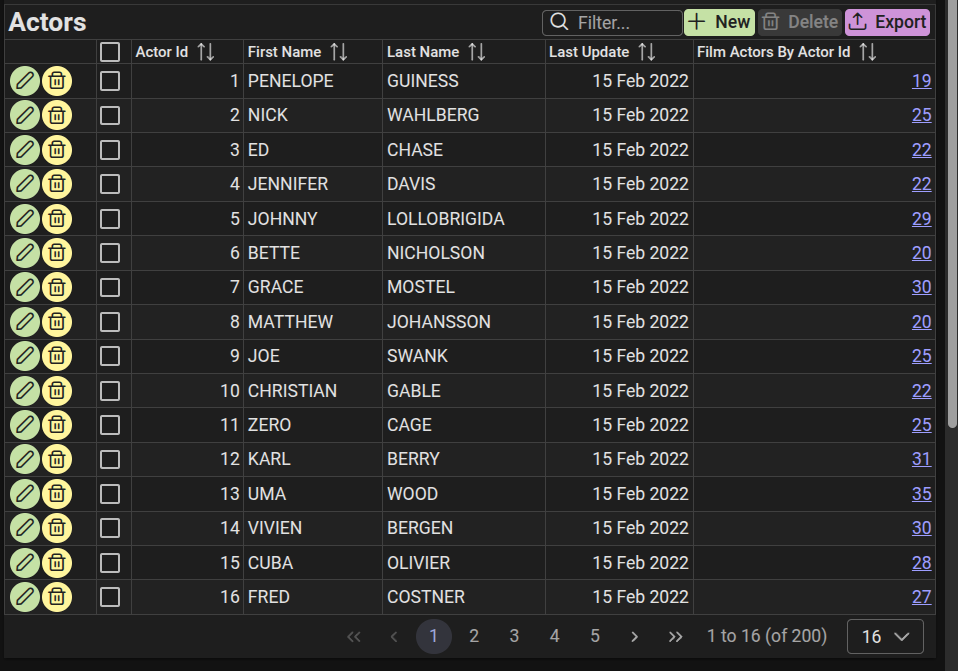 Actors Filter... New Delete Export
Actor Id First Name Last Name Last Update Film Actors By Actor Id
1 PENELOPE GUINESS 15 Feb 2022 19
2 NICK WAHLBERG 15 Feb 2022 25
3 ED CHASE 15 Feb 2022 22
4 JENNIFER DAVIS 15 Feb 2022 22
5 JOHNNY LOLLOBRIGIDA 15 Feb 2022 29
6 BETTE NICHOLSON 15 Feb 2022 20
7 GRACE MOSTEL 15 Feb 2022 30
8 MATTHEW JOHANSSON 15 Feb 2022 20
9 JOE SWANK 15 Feb 2022 25
10 CHRISTIAN GABLE 15 Feb 2022 22
11 ZERO CAGE 15 Feb 2022 25
12 KARL BERRY 15 Feb 2022 31
13 UMA WOOD 15 Feb 2022 35
14 VIVIEN BERGEN 15 Feb 2022 30
15 CUBA OLIVIER 15 Feb 2022 28
16 FRED COSTNER 15 Feb 2022 27
1 2 3 4 5 1 to 16 (of 200) 16